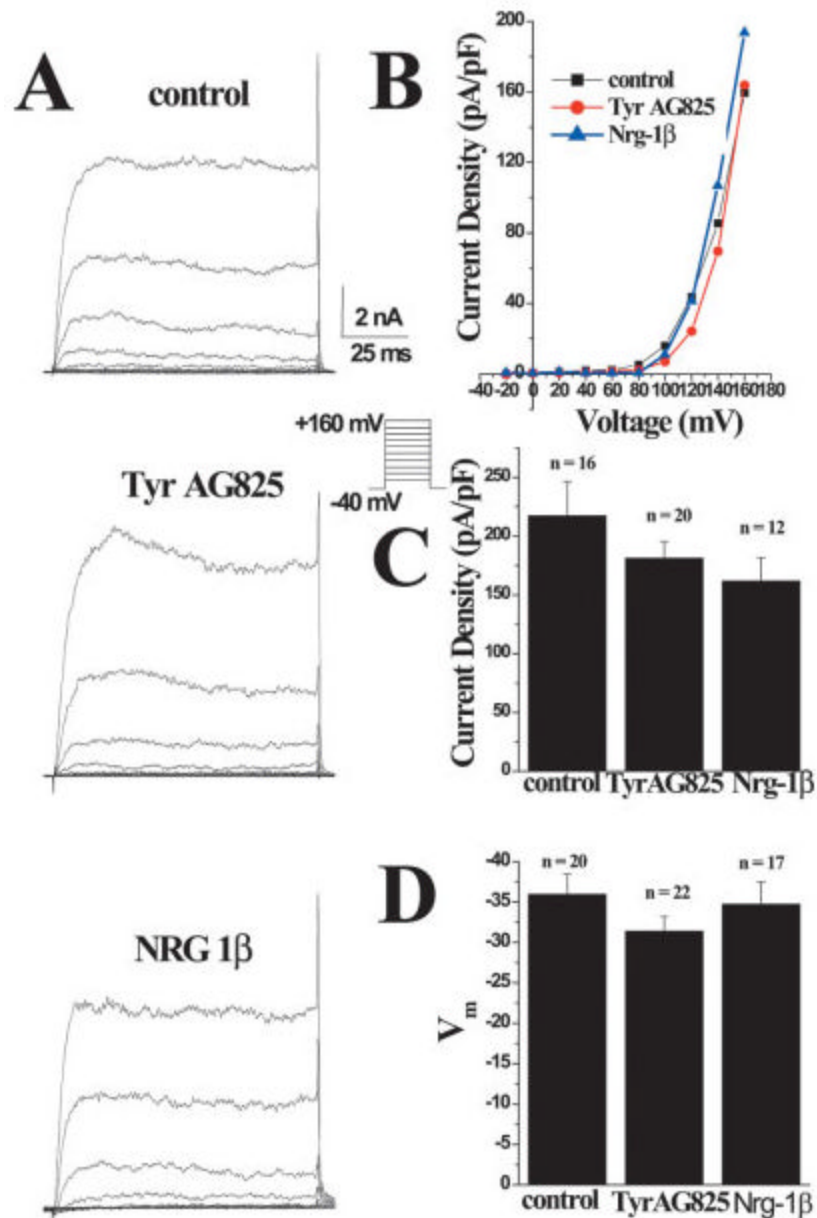 A
control
2 nA
25 ms
+160 mV
-40 mV
Tyr AG825
NRG 1β
B
200
160
120
80
40
0
Current Density (pA/pF)
control
Tyr AG825
Nrg-1β
-40 -20 0 20 40 60 80 100 120 140 160 180
Voltage (mV)
C
250
200
150
100
50
0
Current Density (pA/pF)
n = 16
n = 20
n = 12
control TyrAG825 Nrg-1β
D
-40
-35
-30
-25
-20
-15
-10
-5
0
Vm
n = 20
n = 22
n = 17
control TyrAG825 Nrg-1β